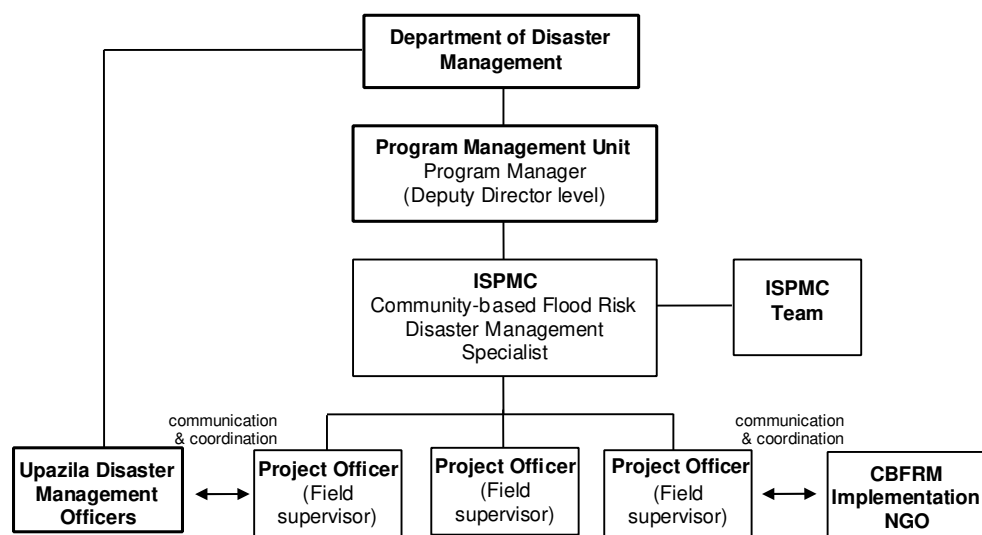 Department of Disaster
Management
Program Management Unit
Program Manager
(Deputy Director level)
ISPMC
Community-based Flood Risk
Disaster Management
Specialist
ISPMC
Team
communication
& coordination
communication
& coordination
Upazila Disaster
Management
Officers
Project Officer
(Field
supervisor)
Project Officer
(Field
supervisor)
Project Officer
(Field
supervisor)
CBFRM
Implementation
NGO